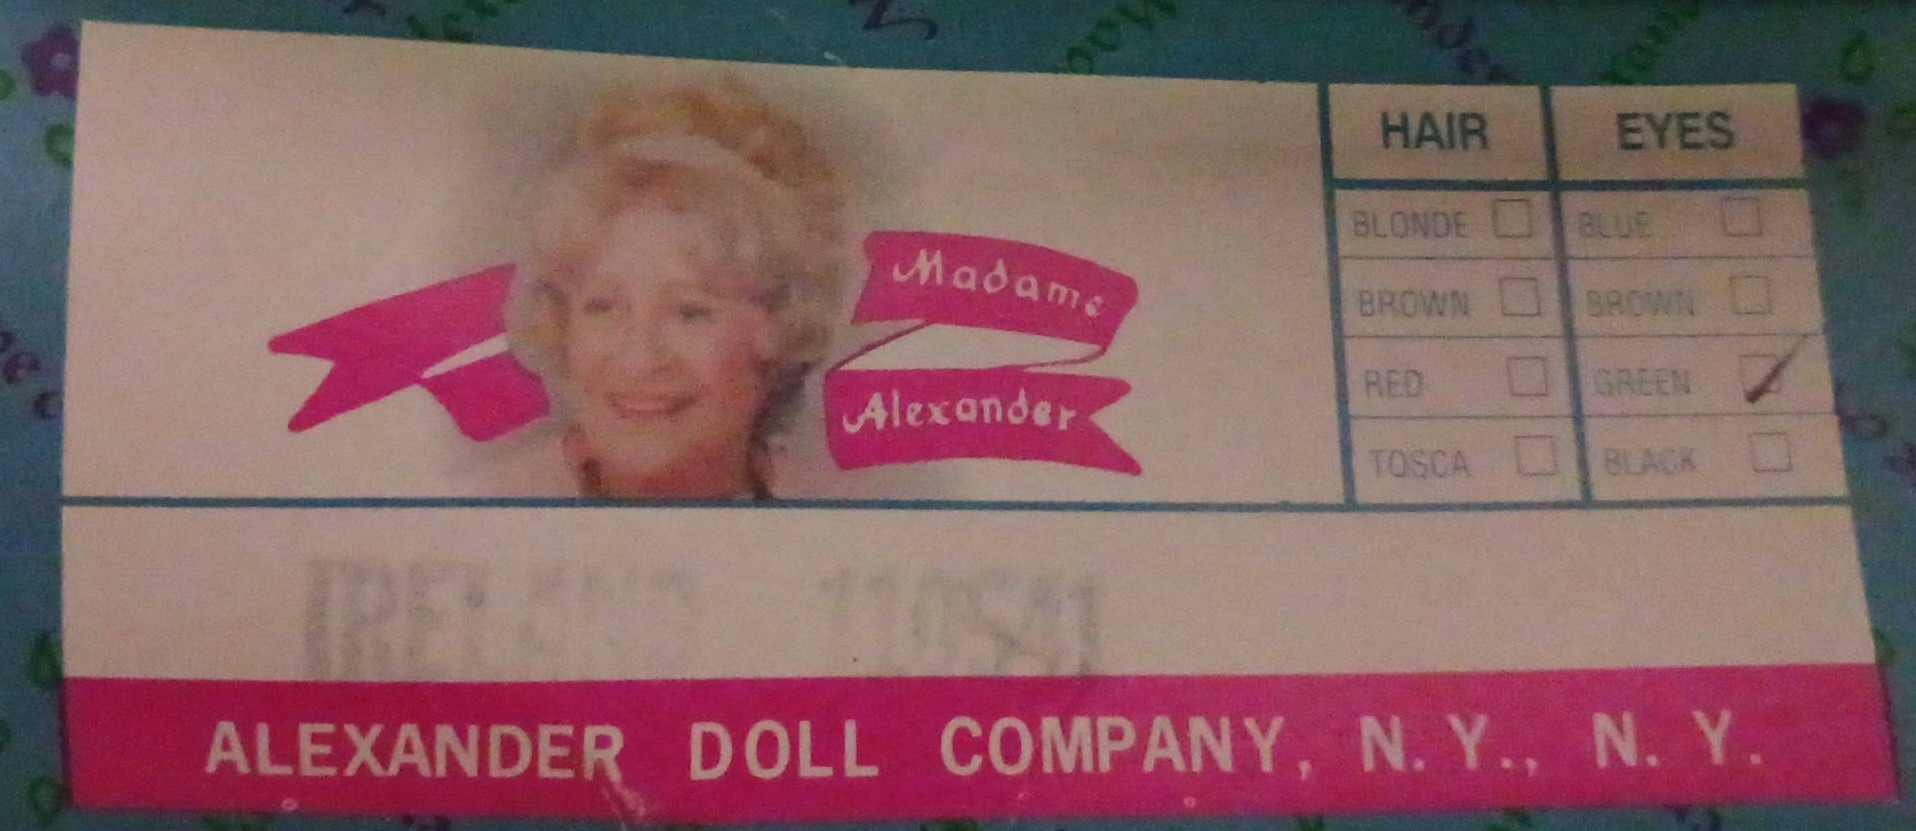 Madame
Alexander
HAIR EYES
BLONDE BLUE
BROWN BROWN
RED GREEN
TOSCA BLACK
ALEXANDER DOLL COMPANY, N. Y., N. Y.